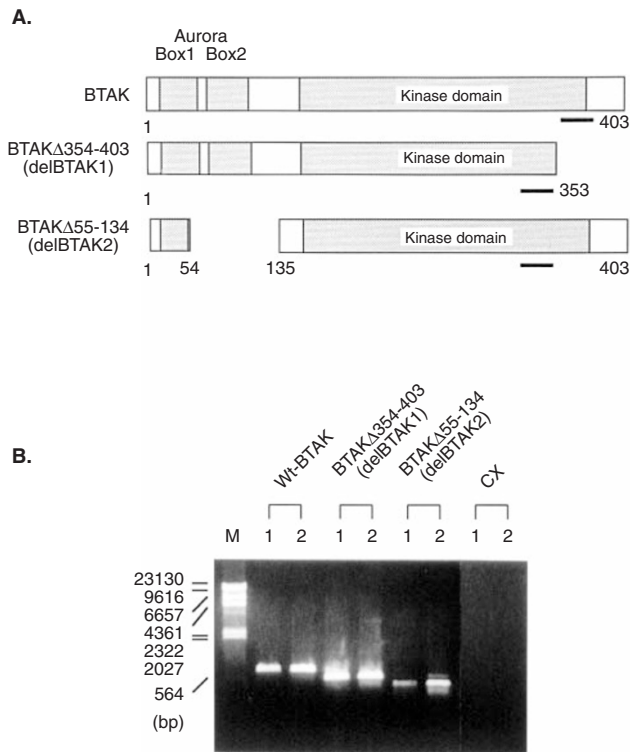 A.
Aurora
Box1 Box2
BTAK
Kinase domain
1 403
BTAKΔ354-403
(delBTAK1)
Kinase domain
1 353
BTAKΔ55-134
(delBTAK2)
Kinase domain
1 54 135 403
B.
Wt-BTAK
BTAKΔ354-403
(delBTAK1)
BTAKΔ55-134
(delBTAK2)
CX
M 1 2 1 2 1 2 1 2
23130
9616
6657
4361
2322
2027
564
(bp)